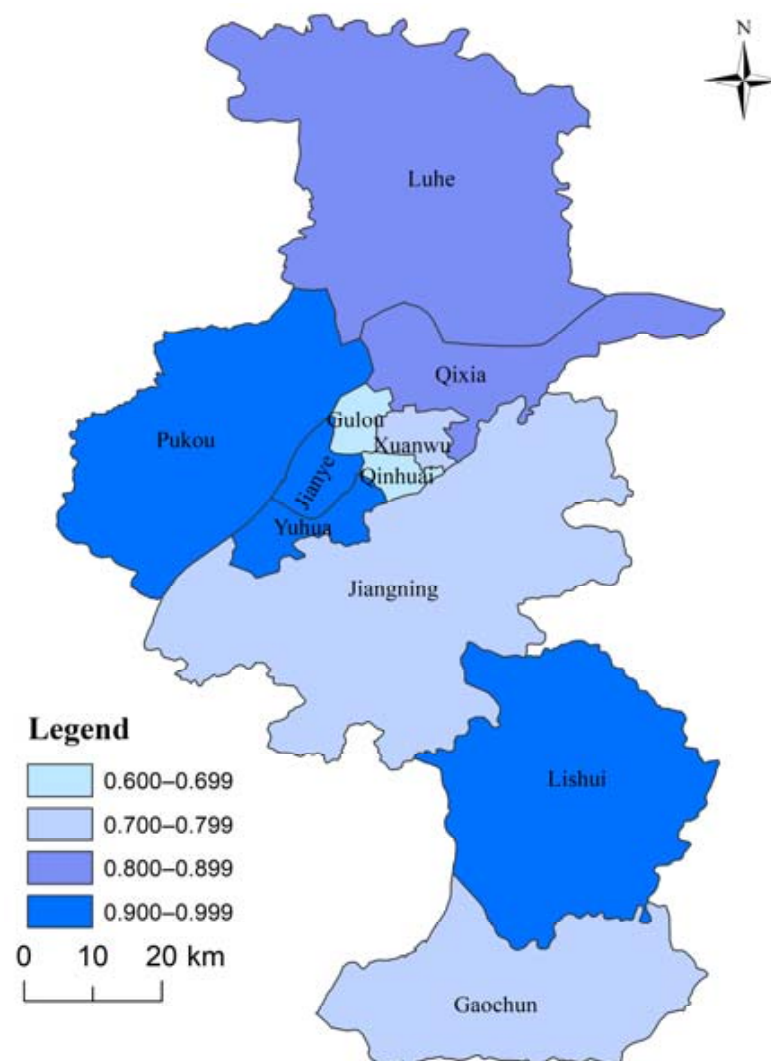 N
Luhe
Qixia
Gulou
Pukou
Xuanwu
Qinhuai
Jianye
Yuhua
Jiangning
Lishui
Gaochun
Legend
0.600–0.699
0.700–0.799
0.800–0.899
0.900–0.999
0 10 20 km